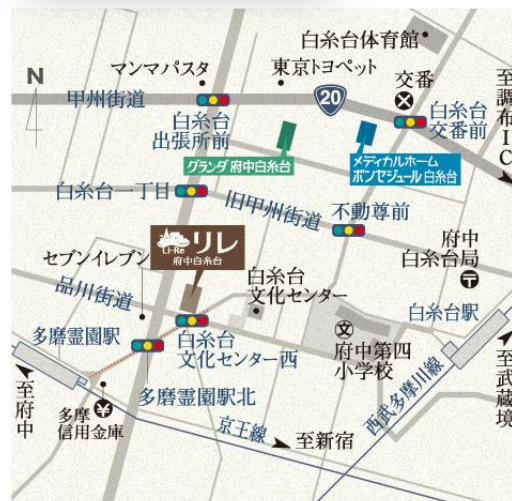 白糸台体育館
N
マンマパスタ
東京トヨペット
交番
至調布IC
甲州街道
20
白糸台
出張所前
白糸台
交番前
グランダ 府中白糸台
メディカルホーム
ボンセジュール白糸台
白糸台一丁目
旧甲州街道
不動尊前
Li-Re
リレ
府中白糸台
府中
白糸台局
セブンイレブン
白糸台
文化センター
品川街道
白糸台駅
多磨霊園駅
白糸台
文化センター西
文
府中第四
小学校
西武多摩川線
至武蔵境
多磨霊園駅北
至府中
多摩
信用金庫
¥
京王線
至新宿